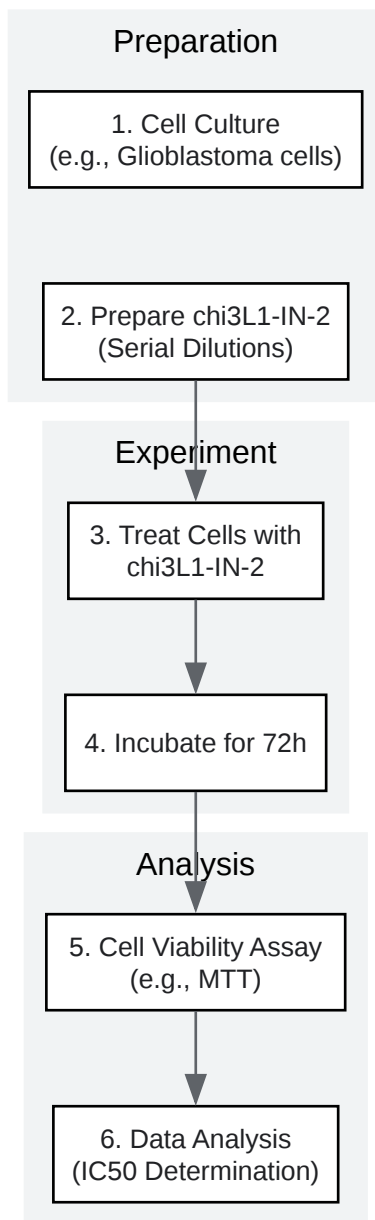 Preparation
1. Cell Culture
(e.g., Glioblastoma cells)
2. Prepare chi3L1-IN-2
(Serial Dilutions)
Experiment
3. Treat Cells with
chi3L1-IN-2
4. Incubate for 72h
Analysis
5. Cell Viability Assay
(e.g., MTT)
6. Data Analysis
(IC50 Determination)